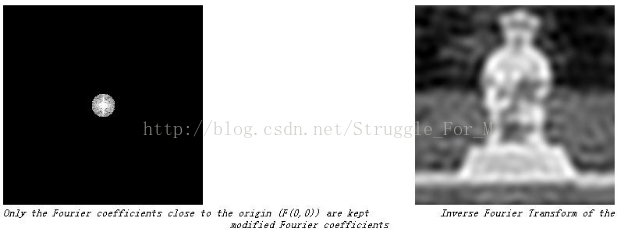 http://blog.csdn.net/Struggle_For_M
Only the Fourier coefficients close to the origin (F(0,0)) are kept
Inverse Fourier Transform of the
modified Fourier coefficients